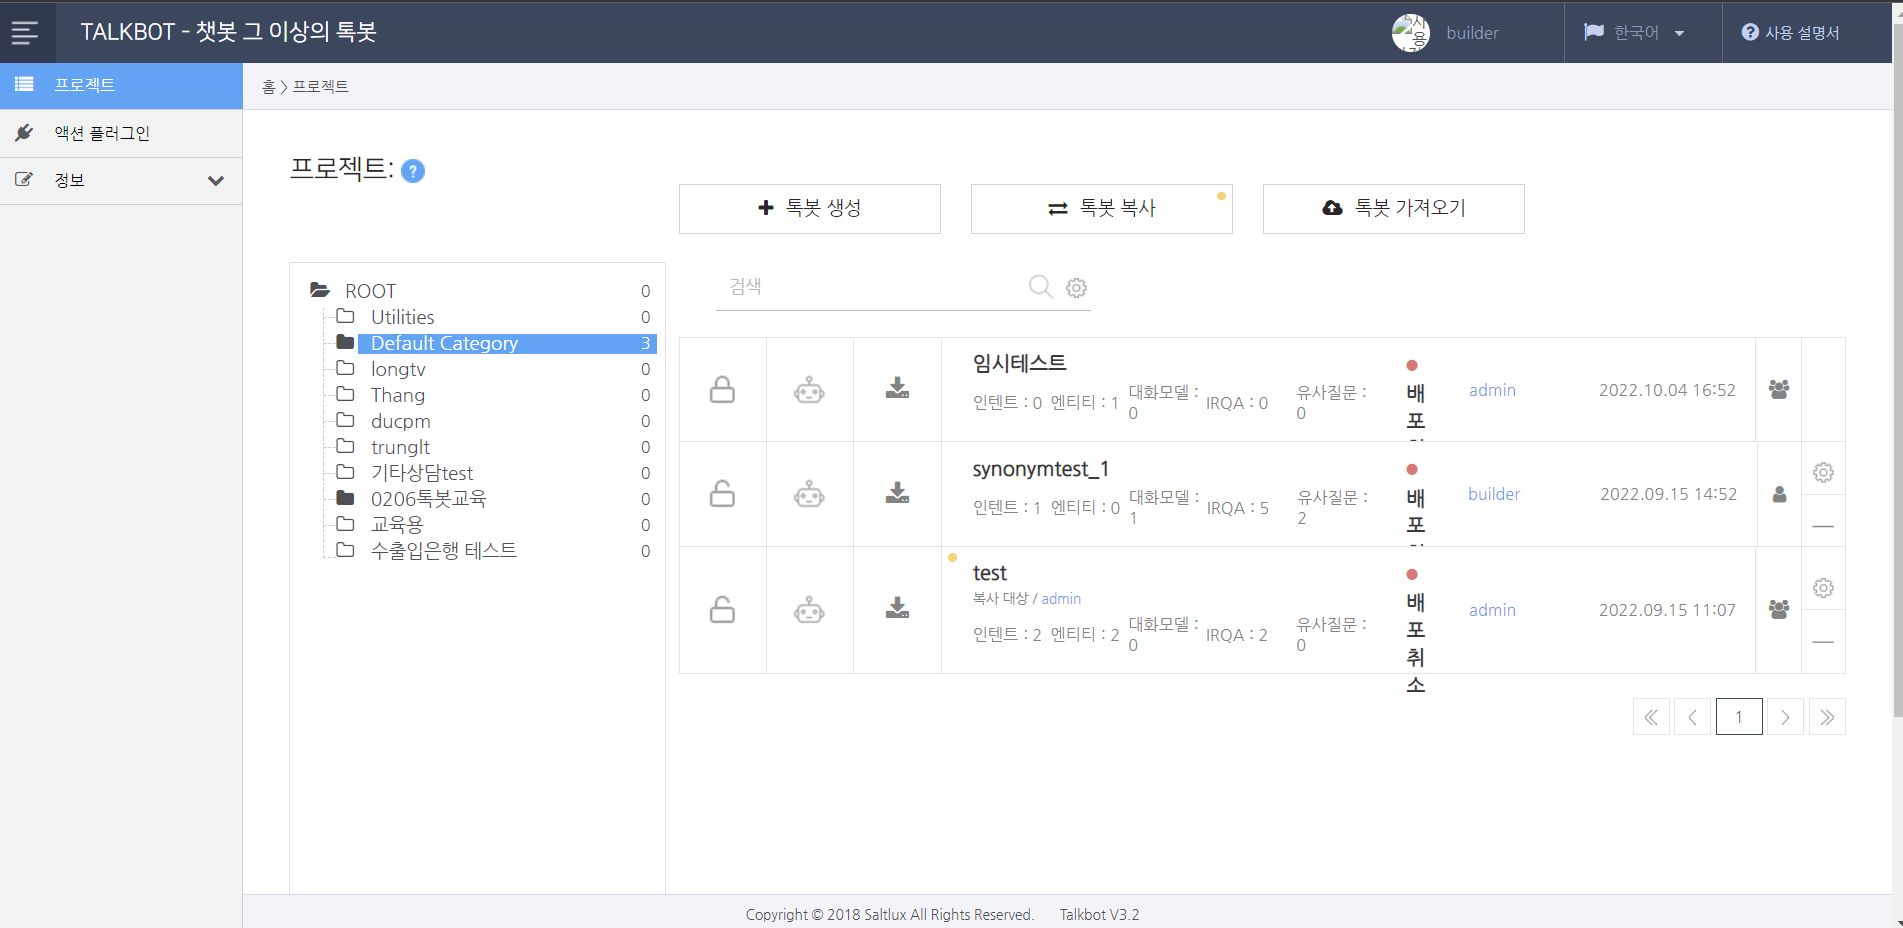 TALKBOT - 챗봇 그 이상의 톡봇
builder
한국어
사용 설명서
프로젝트
액션 플러그인
정보
홈 > 프로젝트
프로젝트:
톡봇 생성
톡봇 복사
톡봇 가져오기
ROOT 0
Utilities 0
Default Category 3
longtv 0
Thang 0
ducpm 0
trunglt 0
기타상담test 0
0206톡봇교육 0
교육용 0
수출입은행 테스트 0
검색
임시테스트
인텐트 : 0 엔티티 : 1 대화모델 : 0 IRQA : 0 유사질문 : 0
배포
admin
2022.10.04 16:52
synonymtest_1
인텐트 : 1 엔티티 : 0 대화모델 : 1 IRQA : 5 유사질문 : 2
배포
builder
2022.09.15 14:52
test
복사 대상 / admin
인텐트 : 2 엔티티 : 2 대화모델 : 0 IRQA : 2 유사질문 : 0
배포취소
admin
2022.09.15 11:07
1
Copyright © 2018 Saltlux All Rights Reserved. Talkbot V3.2